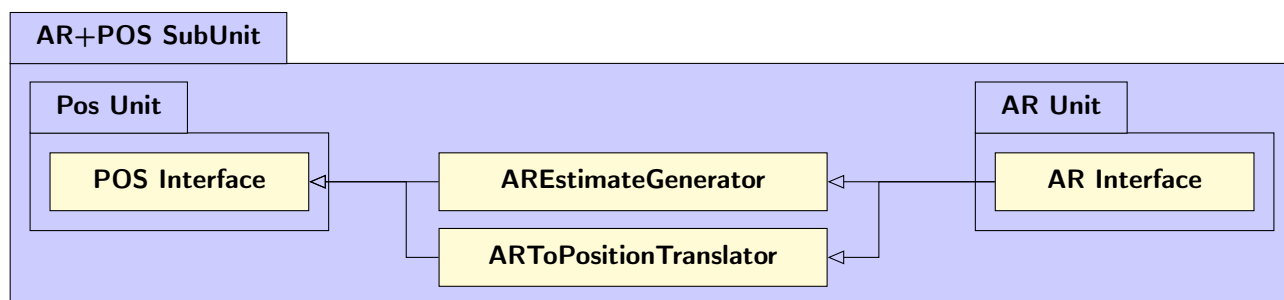 AR+POS SubUnit
Pos Unit
AR Unit
POS Interface
AREstimateGenerator
AR Interface
ARToPositionTranslator